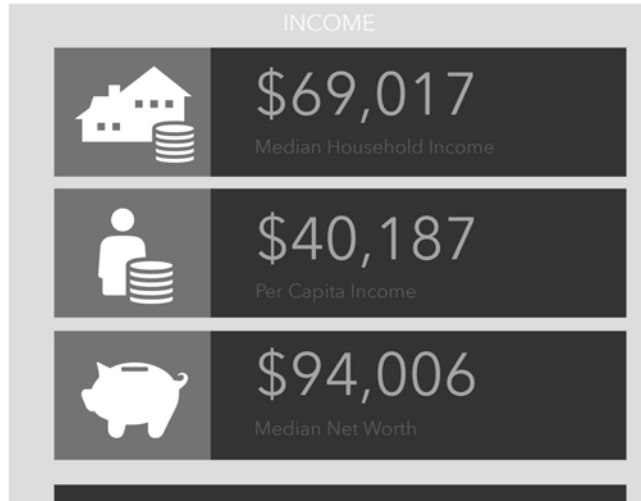 INCOME
$69,017
Median Household Income
$40,187
Per Capita Income
$94,006
Median Net Worth